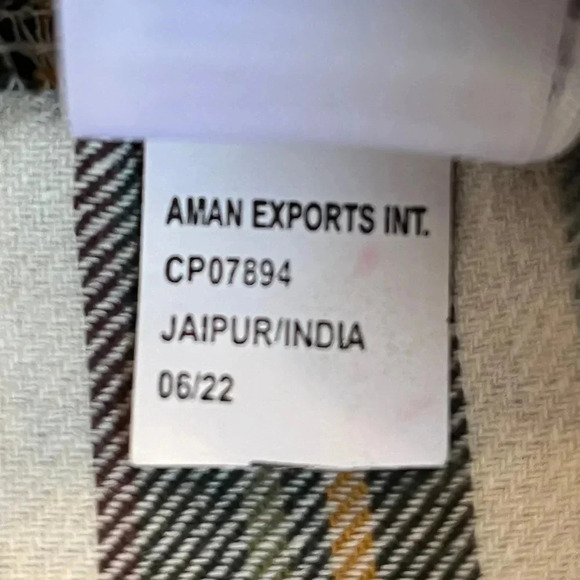 AMAN EXPORTS INT.
CP07894
JAIPUR/INDIA
06/22